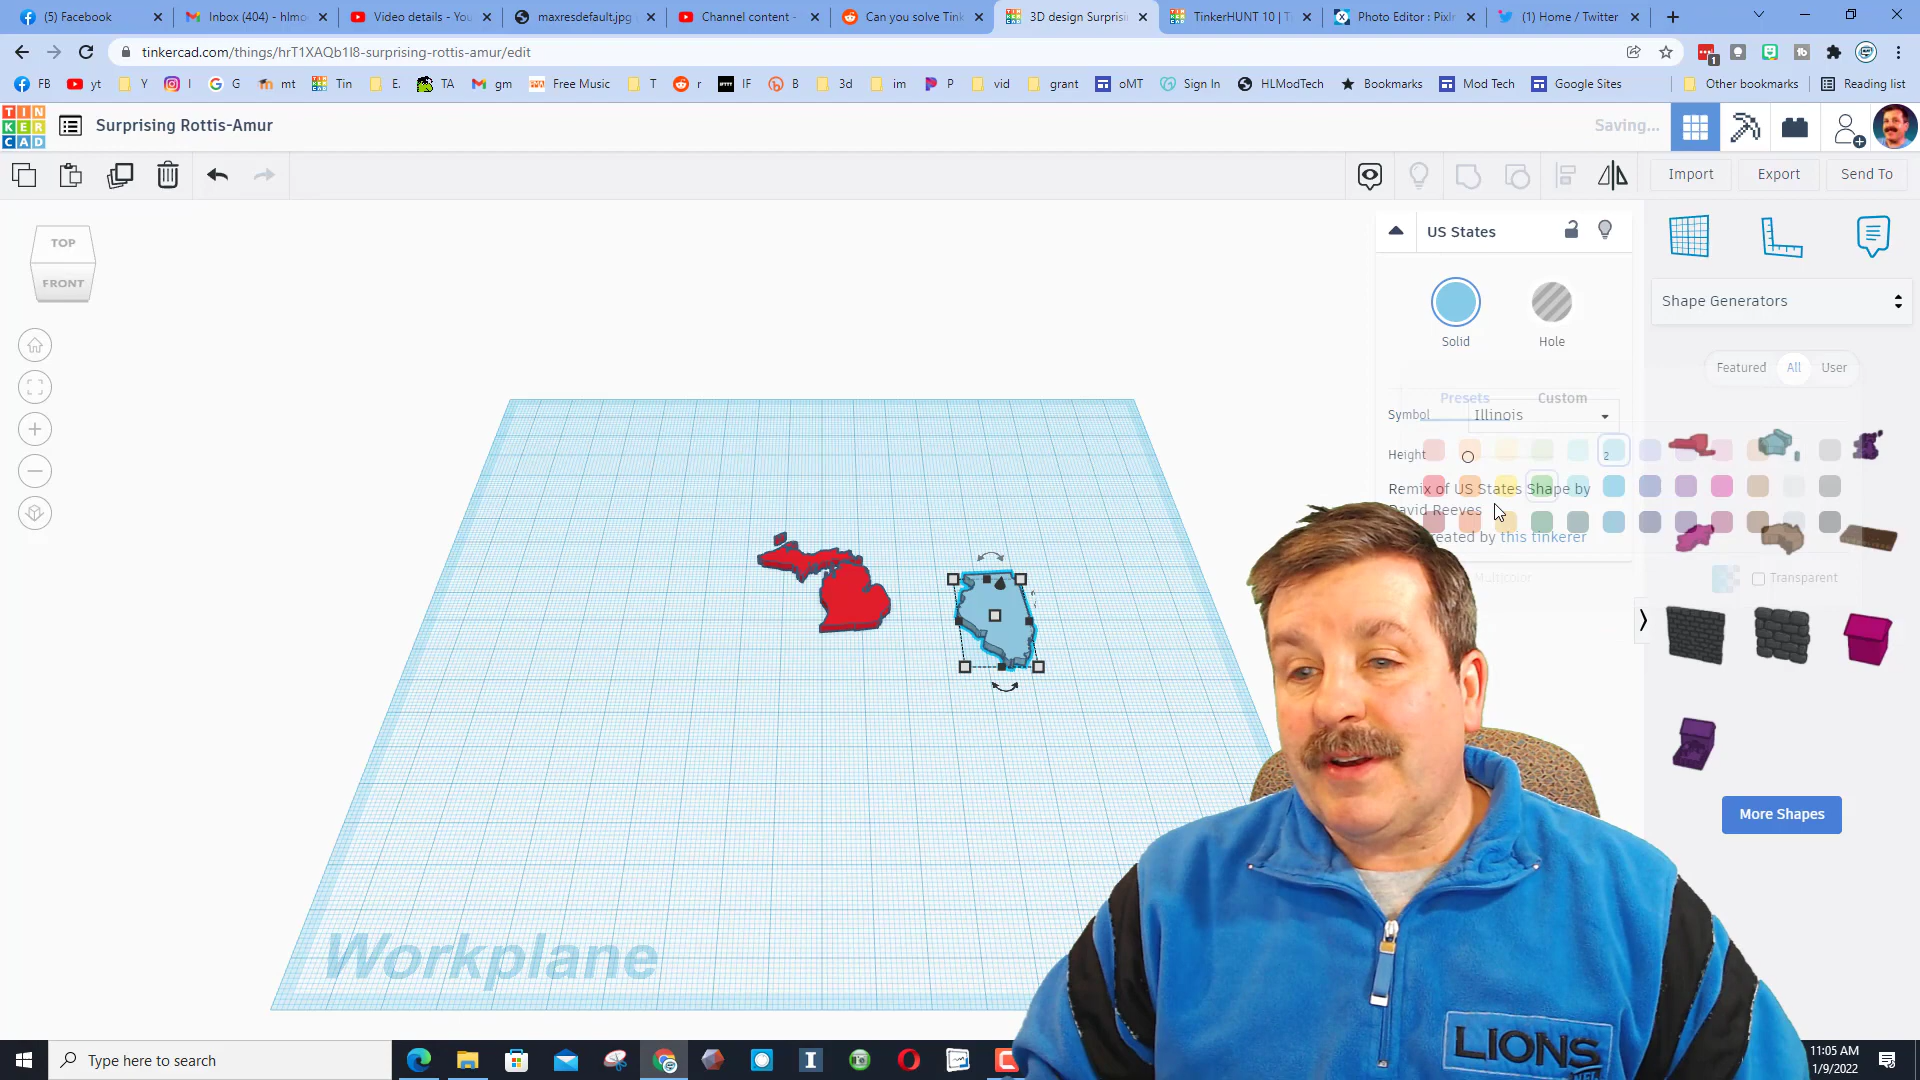 (5) Facebook
Inbox (404) - hlmo
Video details - You
maxresdefault.jpg
Channel content -
Can you solve Tink
3D design Surprisi
TinkerHUNT 10 | T
Photo Editor : Pixlr
(1) Home / Twitter
tinkercad.com/things/hrT1XAQb1I8-surprising-rottis-amur/edit
FB
yt
Y
I
G
mt
Tin
E.
TA
gm
Free Music
T
r
IF
B
3d
im
P
vid
grant
oMT
Sign In
HLModTech
Bookmarks
Mod Tech
Google Sites
Other bookmarks
Reading list
TIN
KER
CAD
Surprising Rottis-Amur
Saving...
Import
Export
Send To
TOP
FRONT
US States
Solid
Hole
Presets
Custom
Symbol
Illinois
Height
2
Remix of US States Shape by
David Reeves
created by this tinkerer
Multicolor
Transparent
Shape Generators
Featured
All
User
More Shapes
Workplane
LIONS
NFL
Type here to search
11:05 AM
1/9/2022